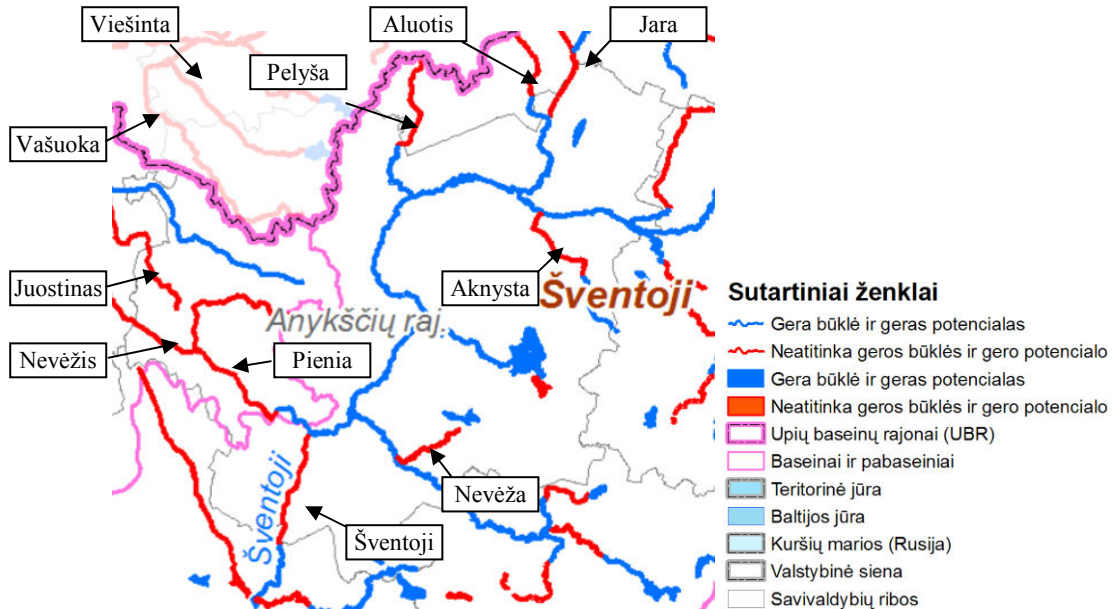 Viešinta
Aluotis
Jara
Pelyša
Vašuoka
Juostinas
Aknysta
Šventoji
Anykščių raj.
Nevėžis
Pienia
Nevėža
Šventoji
Šventoji
Sutartiniai ženklai
Gera būklė ir geras potencialas
Neatitinka geros būklės ir gero potencialo
Gera būklė ir geras potencialas
Neatitinka geros būklės ir gero potencialo
Upių baseinų rajonai (UBR)
Baseinai ir pabaseiniai
Teritorinė jūra
Baltijos jūra
Kuršių marios (Rusija)
Valstybinė siena
Savivaldybių ribos